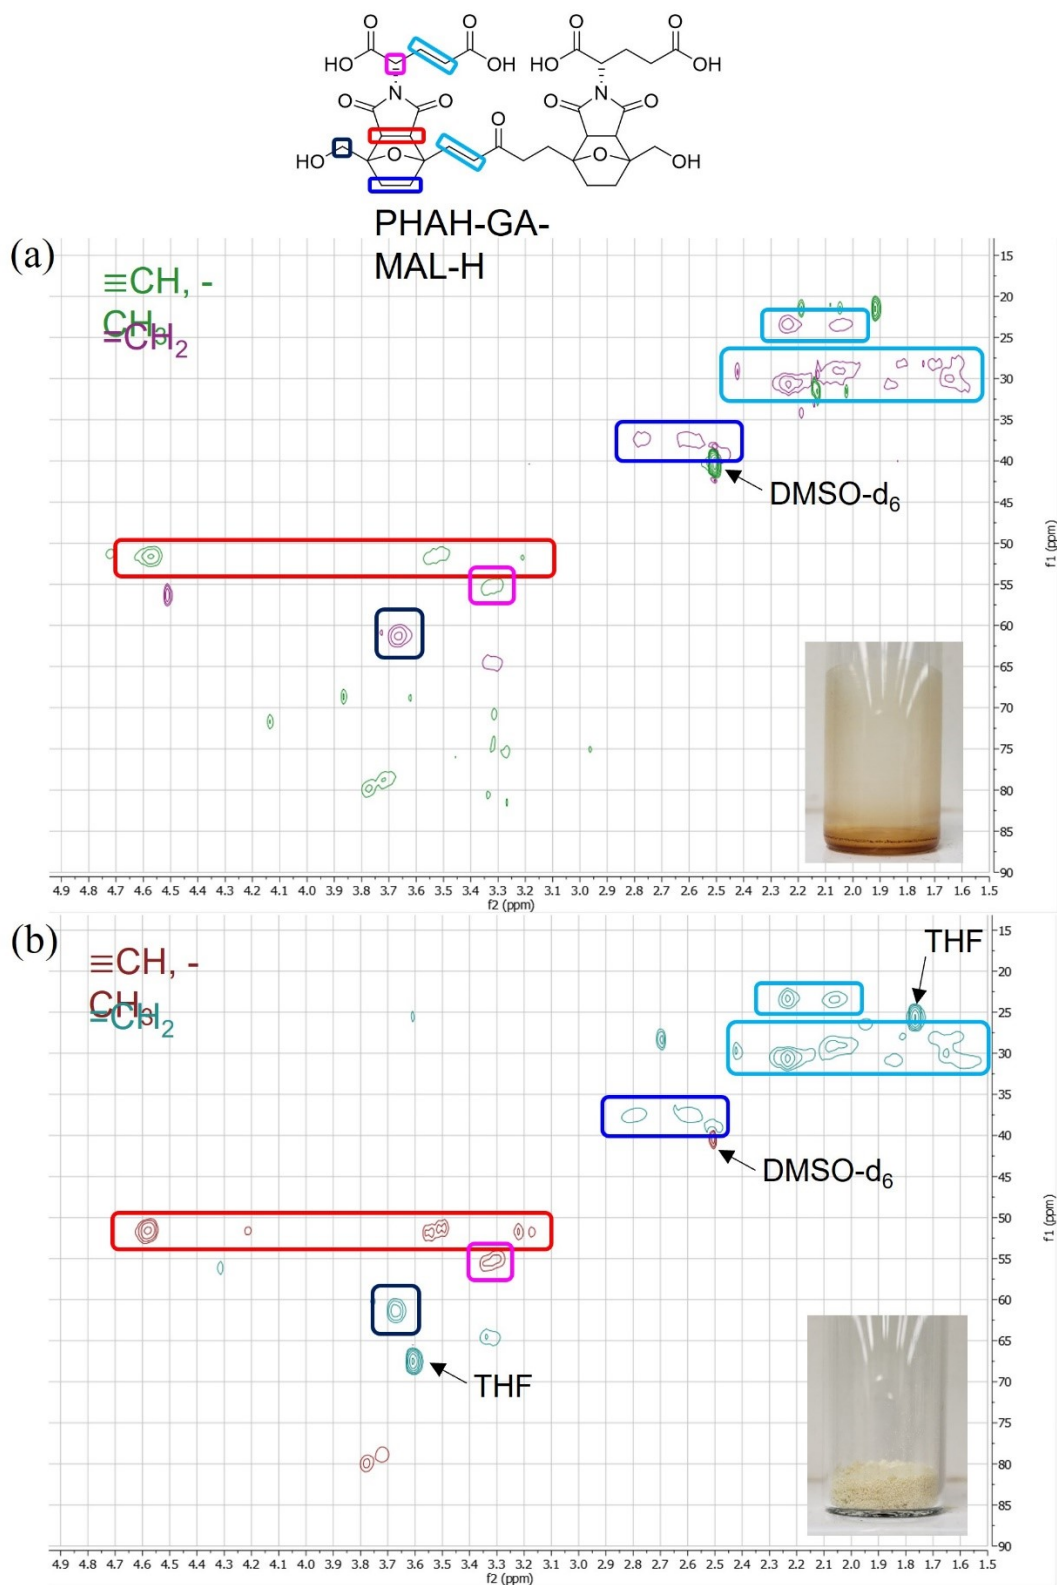 O O O O
HO OH HO OH
N N
O O O O O
HO O O OH
PHAH-GA-
MAL-H
(a)
≡CH, -
CH3
=CH2
DMSO-d6
15
20
25
30
35
40
45
50
55
60
65
70
75
80
85
90
f1 (ppm)
4.9 4.8 4.7 4.6 4.5 4.4 4.3 4.2 4.1 4.0 3.9 3.8 3.7 3.6 3.5 3.4 3.3 3.2 3.1 3.0 2.9 2.8 2.7 2.6 2.5 2.4 2.3 2.2 2.1 2.0 1.9 1.8 1.7 1.6 1.5
f2 (ppm)
(b)
≡CH, -
CH3
=CH2
THF
DMSO-d6
THF
15
20
25
30
35
40
45
50
55
60
65
70
75
80
85
90
f1 (ppm)
4.9 4.8 4.7 4.6 4.5 4.4 4.3 4.2 4.1 4.0 3.9 3.8 3.7 3.6 3.5 3.4 3.3 3.2 3.1 3.0 2.9 2.8 2.7 2.6 2.5 2.4 2.3 2.2 2.1 2.0 1.9 1.8 1.7 1.6 1.5
f2 (ppm)